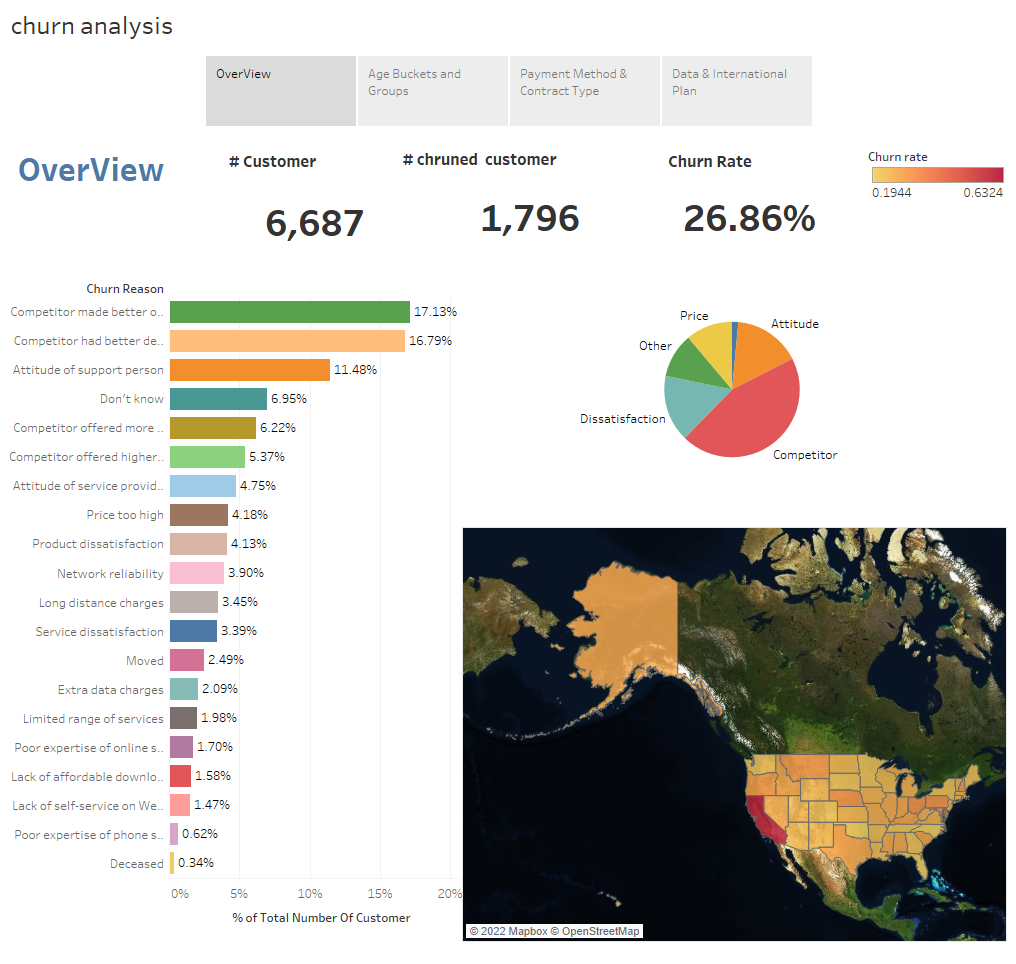 churn analysis
OverView
Age Buckets and
Groups
Payment Method &
Contract Type
Data & International
Plan
OverView
# Customer
# chruned customer
Churn Rate
6,687
1,796
26.86%
Churn rate
0.1944 0.6324
Churn Reason
Competitor made better o.. 17.13%
Competitor had better de.. 16.79%
Attitude of support person 11.48%
Don't know 6.95%
Competitor offered more .. 6.22%
Competitor offered higher.. 5.37%
Attitude of service provid.. 4.75%
Price too high 4.18%
Product dissatisfaction 4.13%
Network reliability 3.90%
Long distance charges 3.45%
Service dissatisfaction 3.39%
Moved 2.49%
Extra data charges 2.09%
Limited range of services 1.98%
Poor expertise of online s.. 1.70%
Lack of affordable downlo.. 1.58%
Lack of self-service on We.. 1.47%
Poor expertise of phone s.. 0.62%
Deceased 0.34%
0% 5% 10% 15% 20%
% of Total Number Of Customer
Price
Attitude
Other
Dissatisfaction
Competitor
© 2022 Mapbox © OpenStreetMap